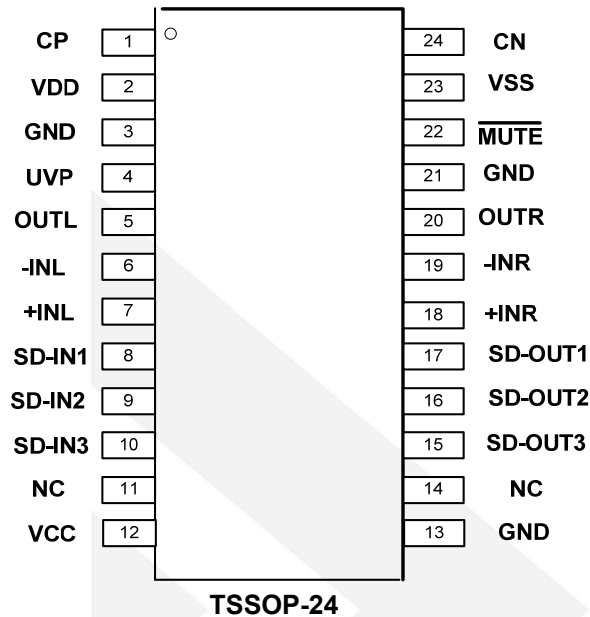 CP 1 24 CN
VDD 2 23 VSS
GND 3 22 MUTE
UVP 4 21 GND
OUTL 5 20 OUTR
-INL 6 19 -INR
+INL 7 18 +INR
SD-IN1 8 17 SD-OUT1
SD-IN2 9 16 SD-OUT2
SD-IN3 10 15 SD-OUT3
NC 11 14 NC
VCC 12 13 GND
TSSOP-24